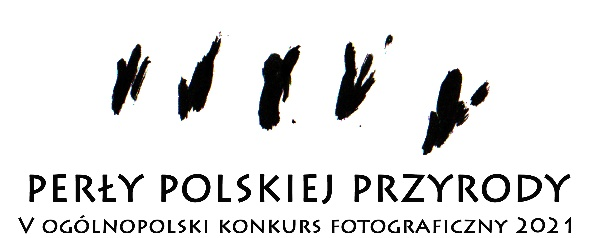 PERŁY POLSKIEJ PRZYRODY
V OGÓLNOPOLSKI KONKURS FOTOGRAFICZNY 2021